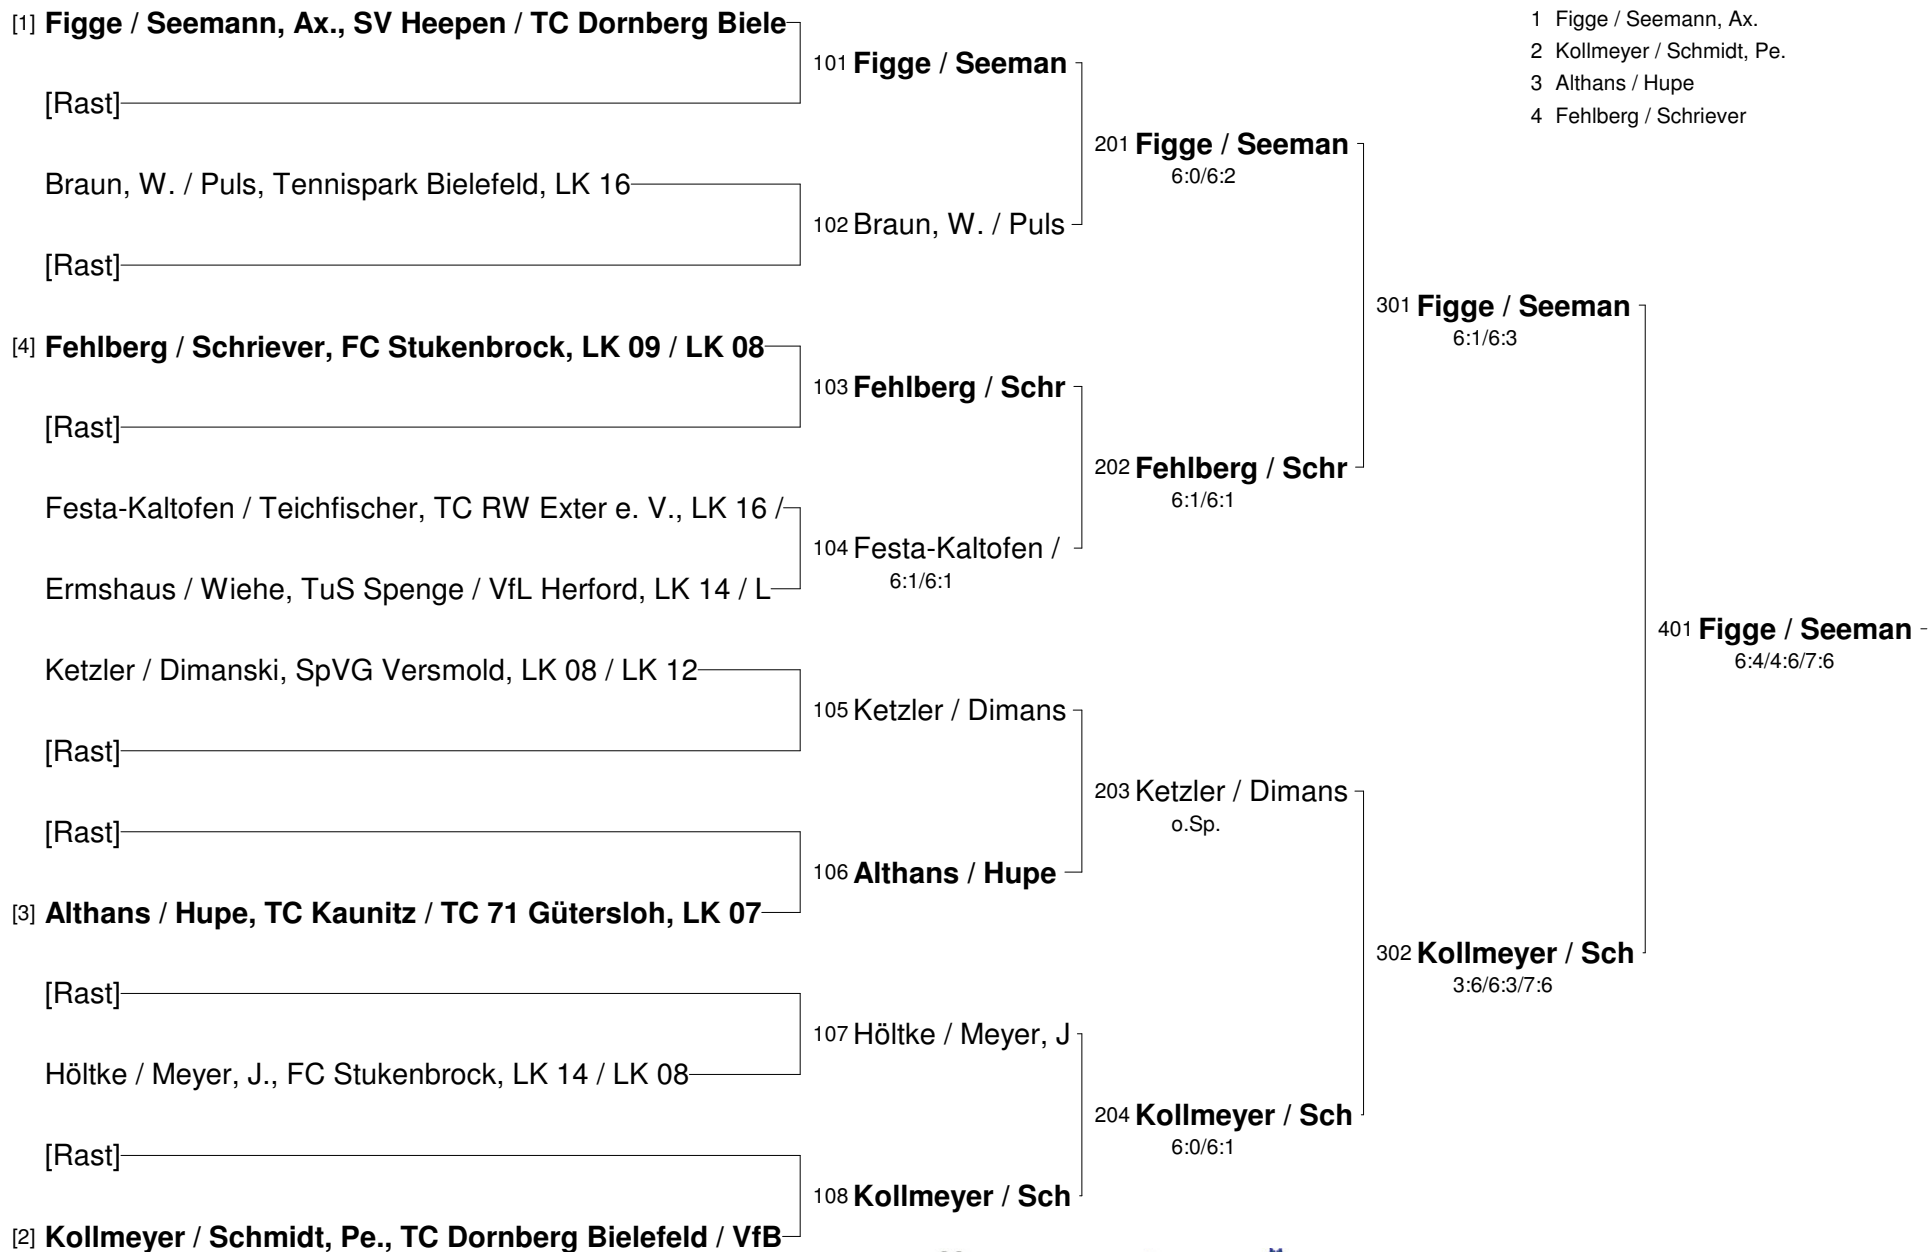 [1] Figge / Seemann, Ax., SV Heepen / TC Dornberg Biele
[Rast]
Braun, W. / Puls, Tennispark Bielefeld, LK 16
[Rast]
[4] Fehlberg / Schriever, FC Stukenbrock, LK 09 / LK 08
[Rast]
Festa-Kaltofen / Teichfischer, TC RW Exter e. V., LK 16 /
Ermshaus / Wiehe, TuS Spenge / VfL Herford, LK 14 / L
Ketzler / Dimanski, SpVG Versmold, LK 08 / LK 12
[Rast]
[Rast]
[3] Althans / Hupe, TC Kaunitz / TC 71 Gütersloh, LK 07
[Rast]
Höltke / Meyer, J., FC Stukenbrock, LK 14 / LK 08
[Rast]
[2] Kollmeyer / Schmidt, Pe., TC Dornberg Bielefeld / VfB
101 Figge / Seeman
102 Braun, W. / Puls
103 Fehlberg / Schr
104 Festa-Kaltofen /
6:1/6:1
105 Ketzler / Dimans
106 Althans / Hupe
107 Höltke / Meyer, J
108 Kollmeyer / Sch
201 Figge / Seeman
6:0/6:2
202 Fehlberg / Schr
6:1/6:1
203 Ketzler / Dimans
o.Sp.
204 Kollmeyer / Sch
6:0/6:1
301 Figge / Seeman
6:1/6:3
302 Kollmeyer / Sch
3:6/6:3/7:6
401 Figge / Seeman
6:4/4:6/7:6
1 Figge / Seemann, Ax.
2 Kollmeyer / Schmidt, Pe.
3 Althans / Hupe
4 Fehlberg / Schriever